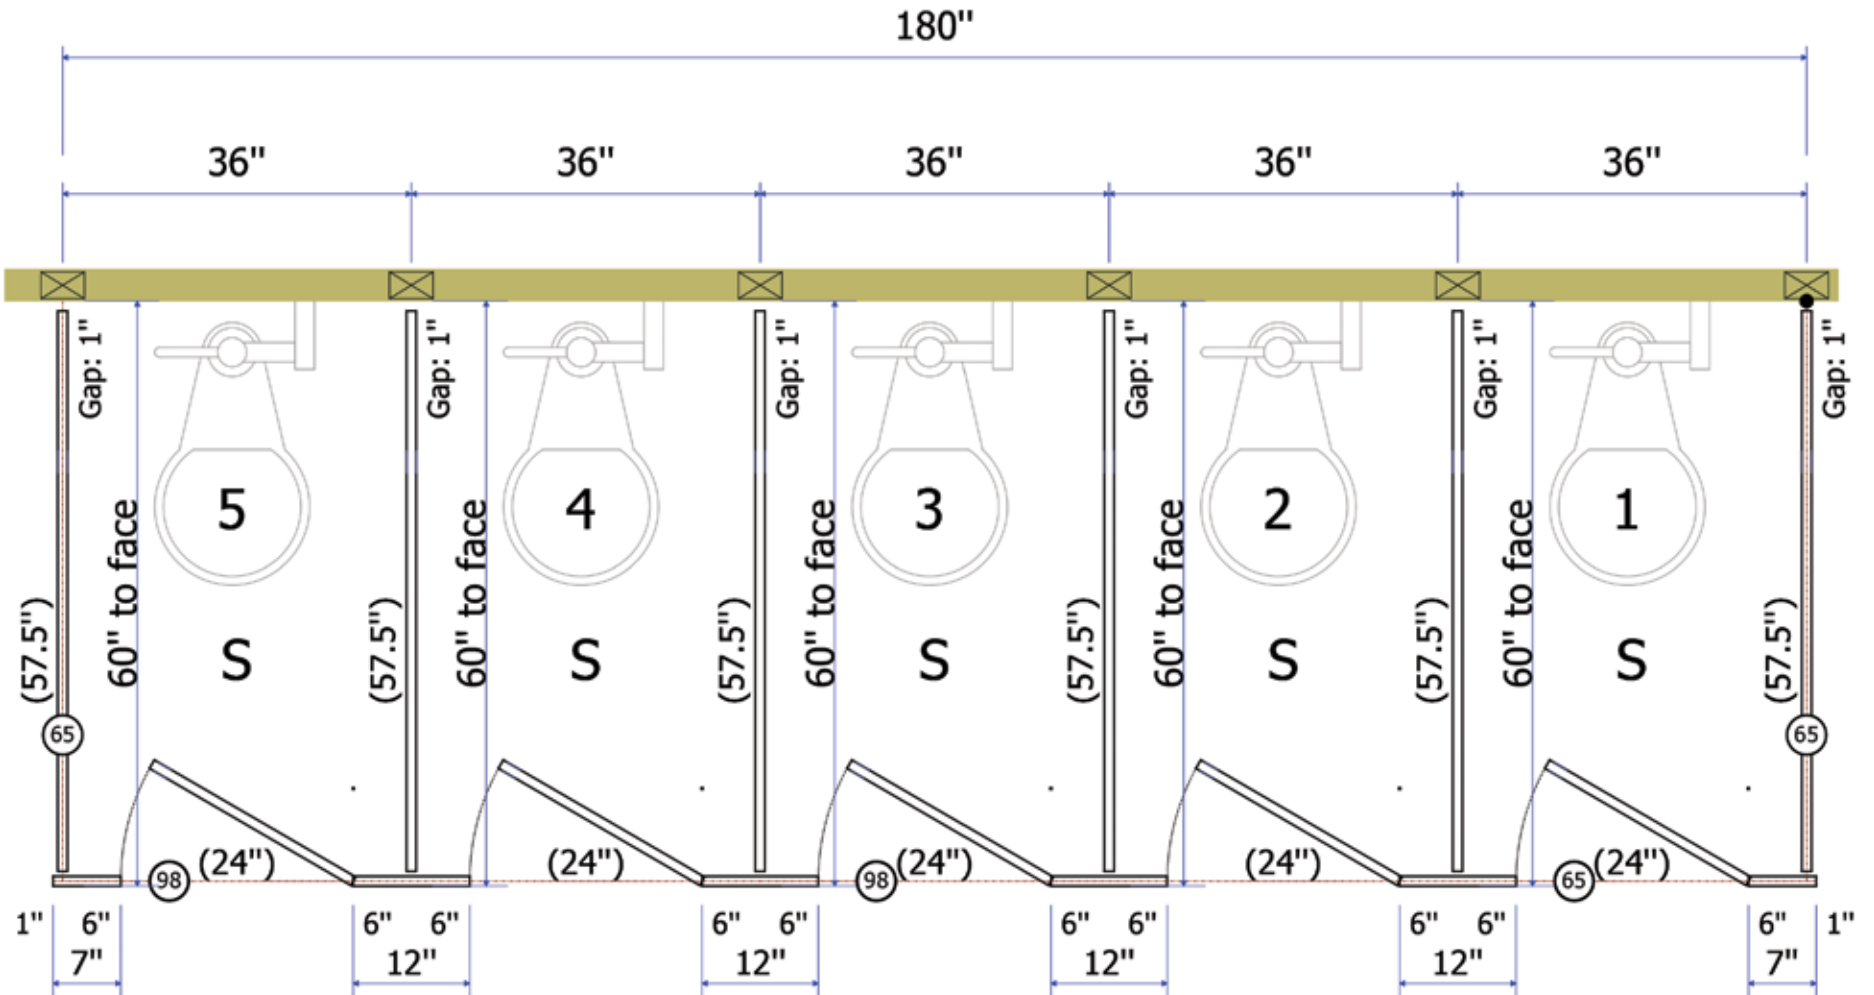 180"
36" 36" 36" 36" 36"
Gap: 1" Gap: 1" Gap: 1" Gap: 1" Gap: 1" Gap: 1"
5 4 3 2 1
60" to face 60" to face 60" to face 60" to face 60" to face
(57.5") (57.5") (57.5") (57.5") (57.5") (57.5")
S S S S S
65 65
(24") (24") (24") (24") (24")
98 98 65
1" 6" 6" 6" 6" 6" 6" 6" 6" 6" 6" 1"
7" 12" 12" 12" 12" 7"